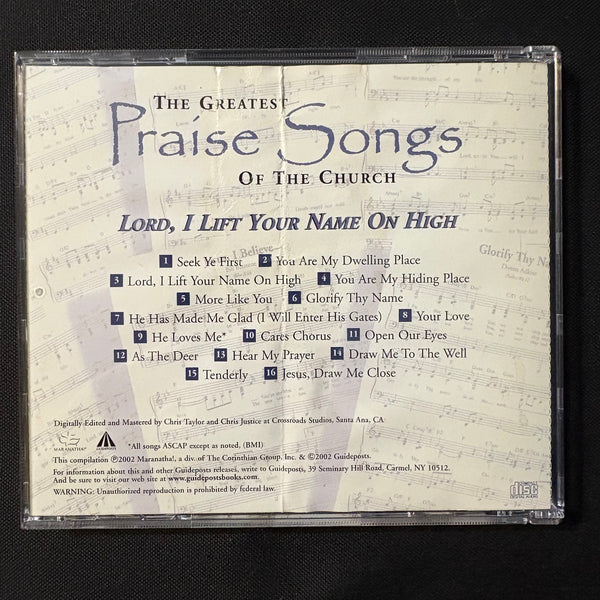 THE GREATEST
Praise Songs
OF THE CHURCH
LORD, I LIFT YOUR NAME ON HIGH
I Believe
Glorify Thy Na
1 Seek Ye First 2 You Are My Dwelling Place
3 Lord, I Lift Your Name On High 4 You Are My Hiding Place
5 More Like You 6 Glorify Thy Name
7 He Has Made Me Glad (I Will Enter His Gates) 8 Your Love
9 He Loves Me* 10 Cares Chorus 11 Open Our Eyes
12 As The Deer 13 Hear My Prayer 14 Draw Me To The Well
15 Tenderly 16 Jesus, Draw Me Close
Digitally Edited and Mastered by Chris Taylor and Chris Justice at Crossroads Studios, Santa Ana, CA
MARANATHA!
*All songs ASCAP except as noted. (BMI)
This compilation ℗2002 Maranatha!, a div. of The Corinthian Group, Inc. & ©2002 Guideposts.
For information about this and other Guideposts releases, write to Guideposts, 39 Seminary Hill Road, Carmel, NY 10512.
And be sure to visit our web site at www.guidepostsbooks.com.
WARNING: Unauthorized reproduction is prohibited by federal law.
disc
DIGITAL AUDIO